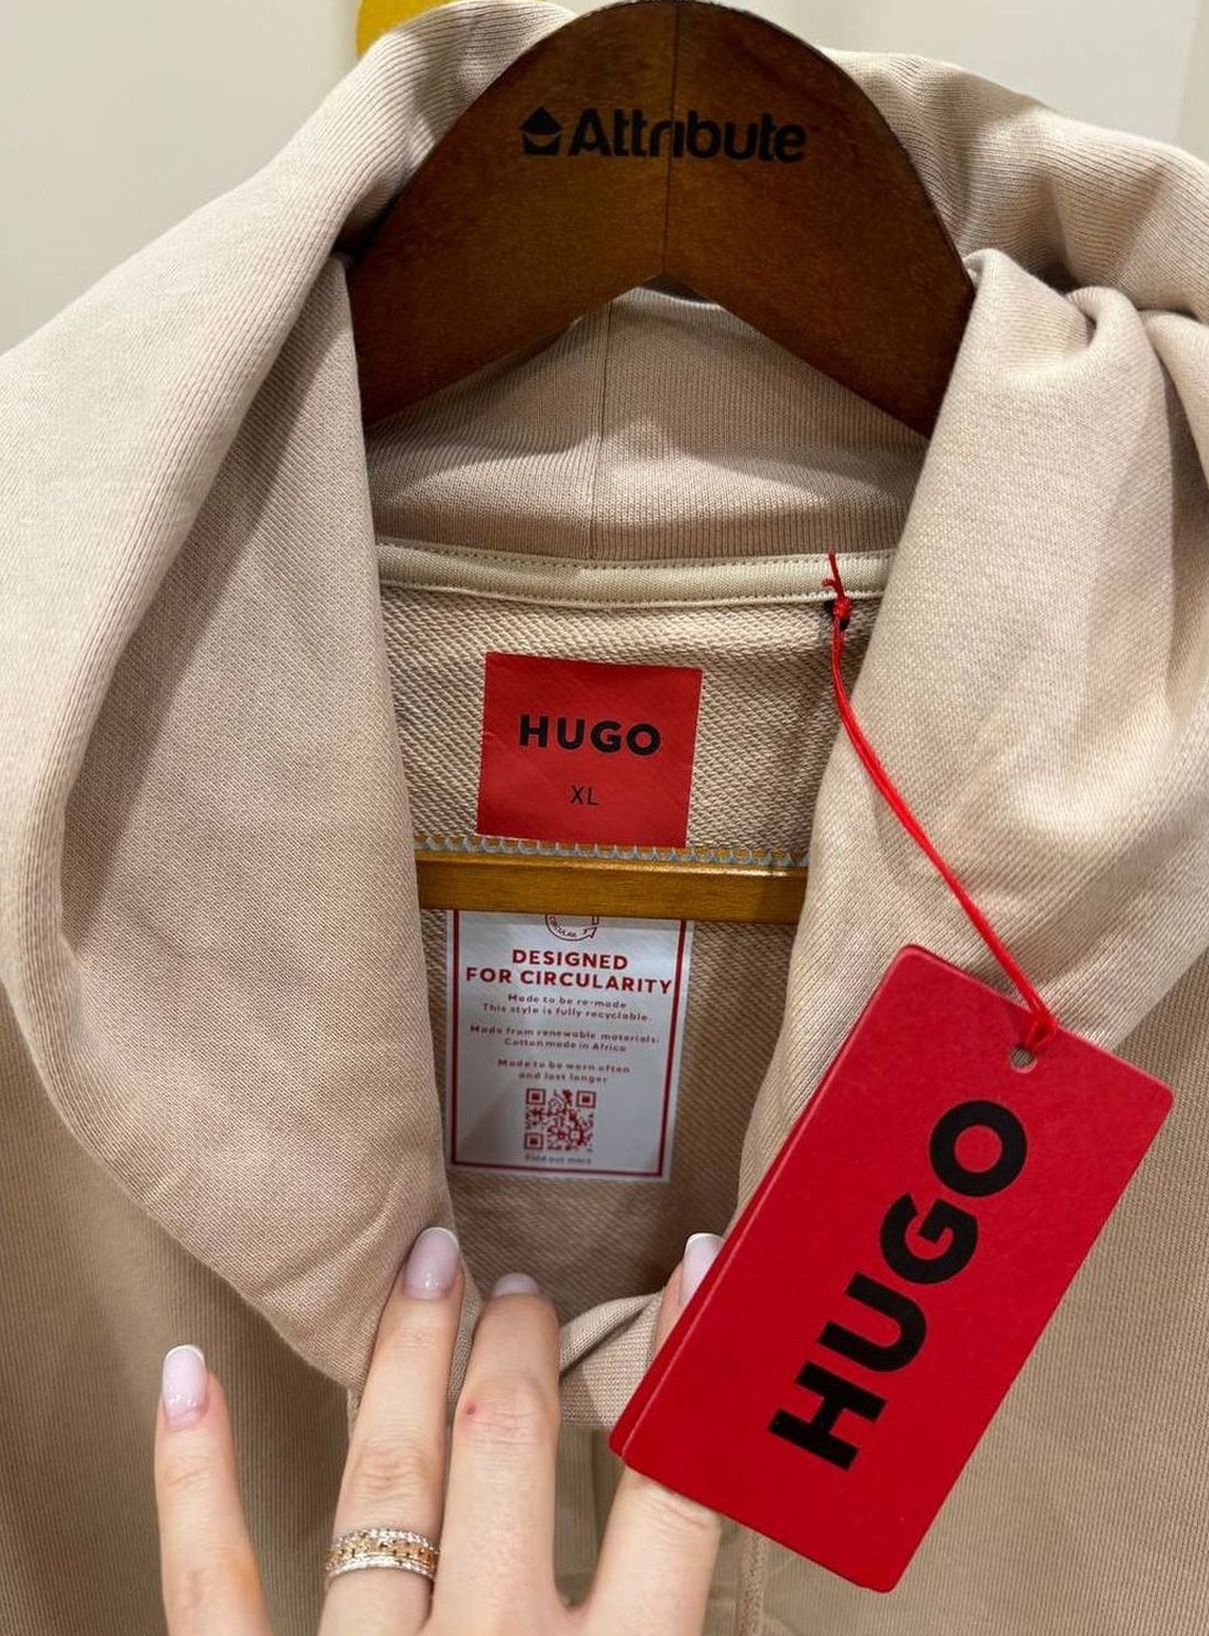 Attribute
HUGO
XL
CIRCULAR
DESIGNED
FOR CIRCULARITY
Made to be re-made
This style is fully recyclable.
Made from renewable materials:
Cotton made in Africa
Made to be worn often
and last longer
Find out more
HUGO